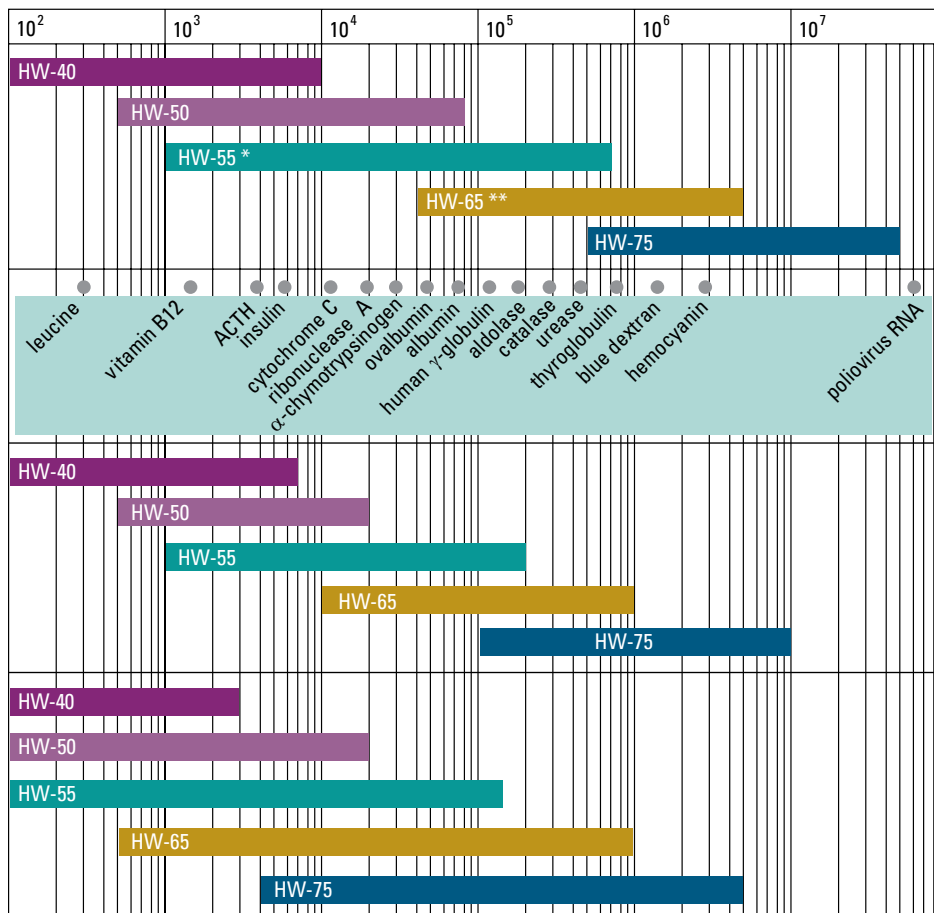 10² 10³ 10⁴ 10⁵ 10⁶ 10⁷
HW-40
HW-50
HW-55 *
HW-65 **
HW-75
leucine
vitamin B12
ACTH
insulin
cytochrome C
ribonuclease A
α-chymotrypsinogen
ovalbumin
albumin
human γ-globulin
aldolase
catalase
urease
thyroglobulin
blue dextran
hemocyanin
poliovirus RNA
HW-40
HW-50
HW-55
HW-65
HW-75
HW-40
HW-50
HW-55
HW-65
HW-75